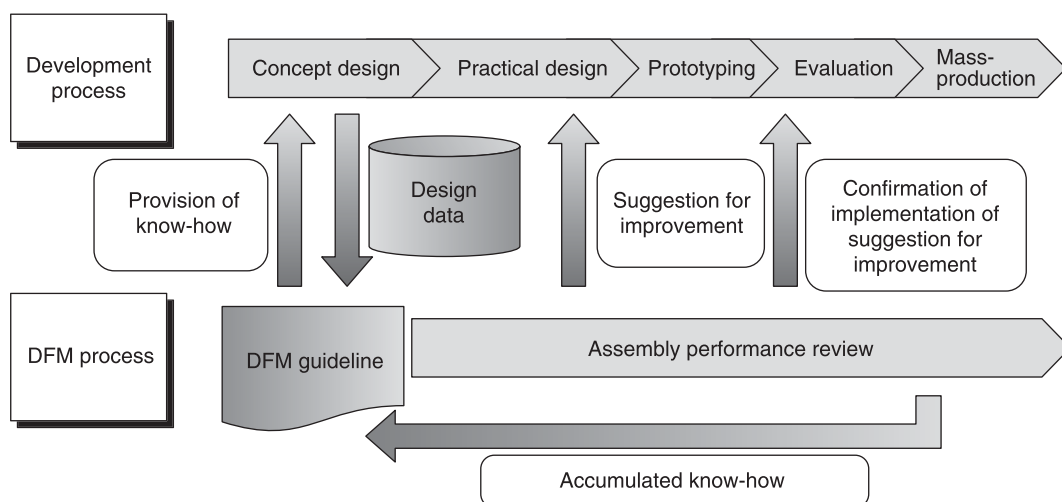 Development
process
Concept design
Practical design
Prototyping
Evaluation
Mass-
production
Provision of
know-how
Design
data
Suggestion for
improvement
Confirmation of
implementation of
suggestion for
improvement
DFM process
DFM guideline
Assembly performance review
Accumulated know-how